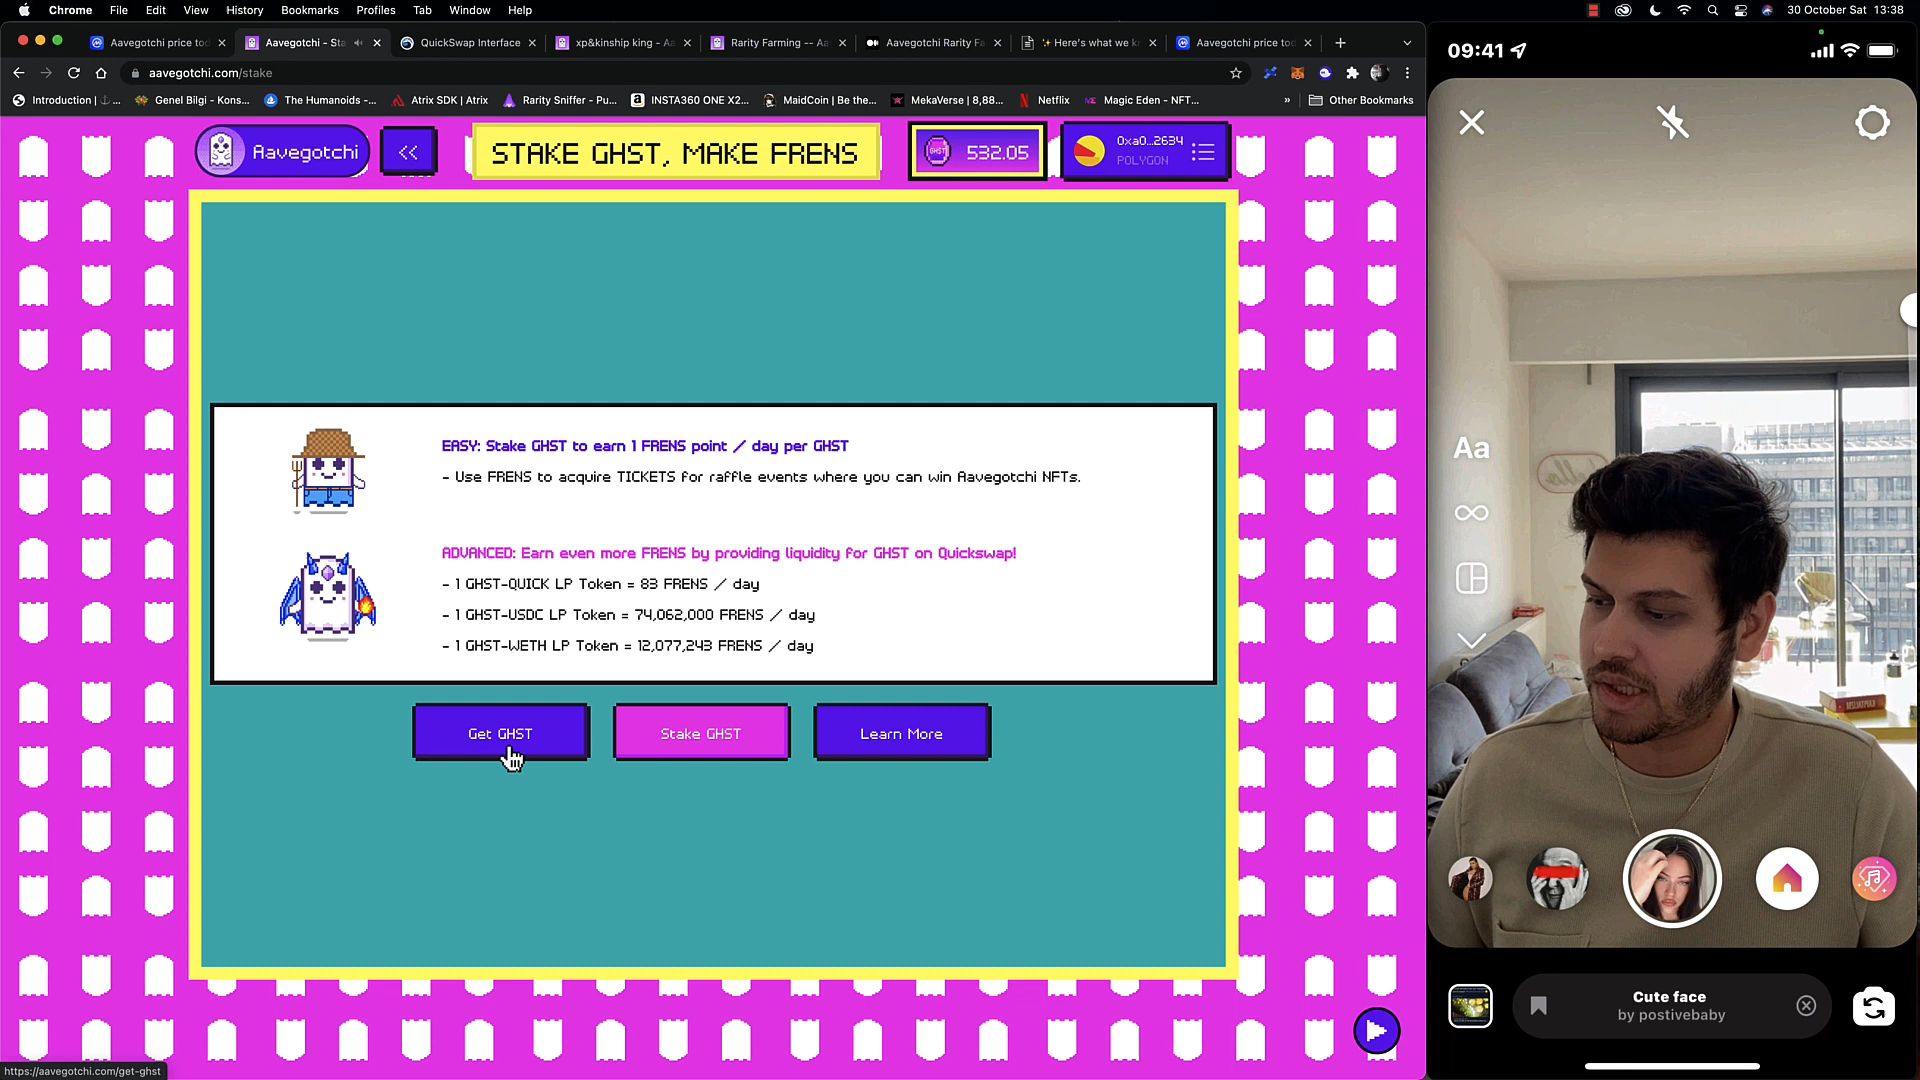 Chrome File Edit View History Bookmarks Profiles Tab Window Help 30 October Sat 13:38
Aavegotchi price tod Aavegotchi - Sta QuickSwap Interface xp&kinship king - Aa Rarity Farming -- Aa Aavegotchi Rarity Fa ✨Here's what we kn Aavegotchi price tod
aavegotchi.com/stake
Introduction | ⚓... Genel Bilgi - Kons... The Humanoids -... Atrix SDK | Atrix Rarity Sniffer - Pu... INSTA360 ONE X2... MaidCoin | Be the... MekaVerse | 8,88... Netflix Magic Eden - NFT... » Other Bookmarks
Aavegotchi << STAKE GHST, MAKE FRENS GHST 532.05 0xa0...2634
POLYGON
EASY: Stake GHST to earn 1 FRENS point / day per GHST
- Use FRENS to acquire TICKETS for raffle events where you can win Aavegotchi NFTs.
ADVANCED: Earn even more FRENS by providing liquidity for GHST on Quickswap!
- 1 GHST-QUICK LP Token = 83 FRENS / day
- 1 GHST-USDC LP Token = 74,062,000 FRENS / day
- 1 GHST-WETH LP Token = 12,077,243 FRENS / day
Get GHST Stake GHST Learn More
https://aavegotchi.com/get-ghst
09:41
Aa
Cute face
by postivebaby